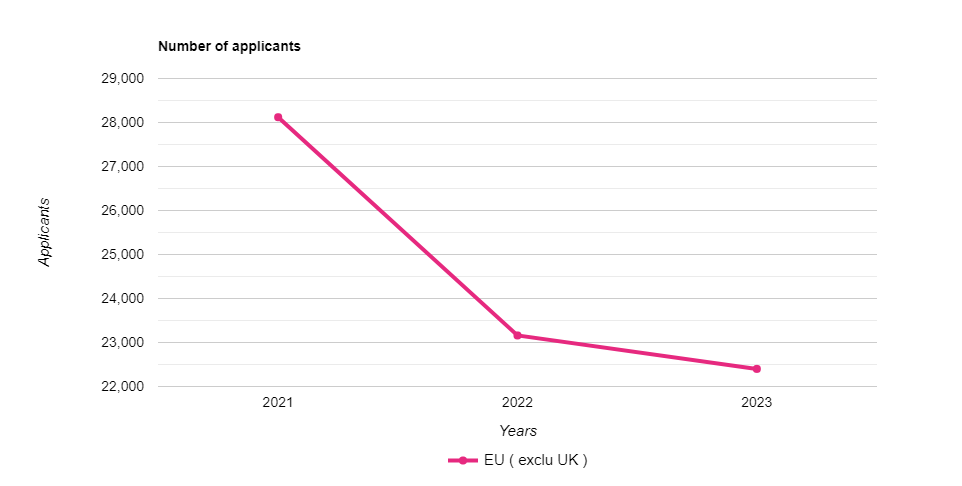 Number of applicants
29,000
28,000
27,000
26,000
25,000
24,000
23,000
22,000
Applicants
2021 2022 2023
Years
EU ( exclu UK )